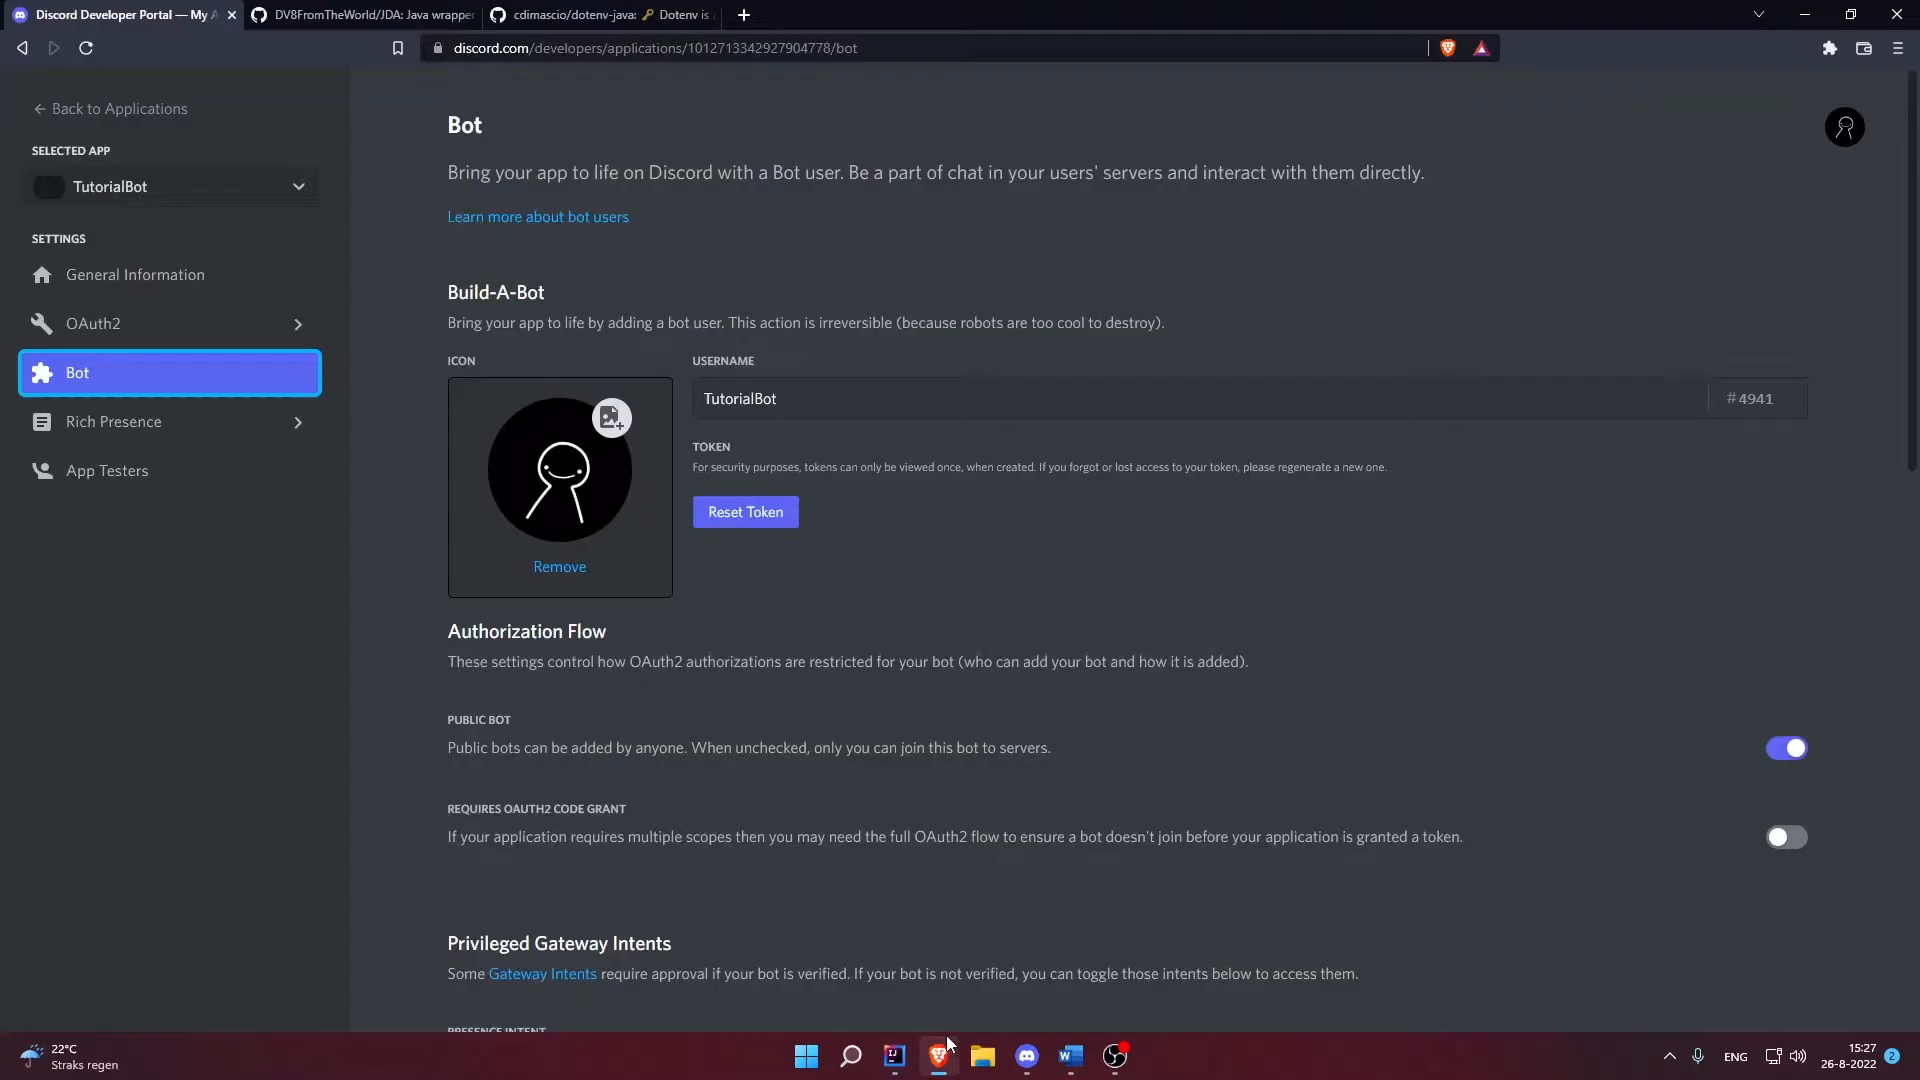 Discord Developer Portal — My A
DV8FromTheWorld/JDA: Java wrapper
cdimascio/dotenv-java: 🔑 Dotenv is
discord.com/developers/applications/1012713342927904778/bot
← Back to Applications
SELECTED APP
TutorialBot
SETTINGS
General Information
OAuth2
Bot
Rich Presence
App Testers
Bot
Bring your app to life on Discord with a Bot user. Be a part of chat in your users' servers and interact with them directly.
Learn more about bot users
Build-A-Bot
Bring your app to life by adding a bot user. This action is irreversible (because robots are too cool to destroy).
ICON
Remove
USERNAME
TutorialBot
#4941
TOKEN
For security purposes, tokens can only be viewed once, when created. If you forgot or lost access to your token, please regenerate a new one.
Reset Token
Authorization Flow
These settings control how OAuth2 authorizations are restricted for your bot (who can add your bot and how it is added).
PUBLIC BOT
Public bots can be added by anyone. When unchecked, only you can join this bot to servers.
REQUIRES OAUTH2 CODE GRANT
If your application requires multiple scopes then you may need the full OAuth2 flow to ensure a bot doesn't join before your application is granted a token.
Privileged Gateway Intents
Some Gateway Intents require approval if your bot is verified. If your bot is not verified, you can toggle those intents below to access them.
PRESENCE INTENT
22°C
Straks regen
IJ
W
ENG
15:27
26-8-2022
2